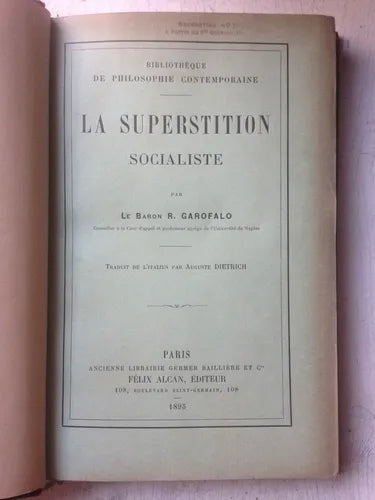 BIBLIOTHÈQUE
DE PHILOSOPHIE CONTEMPORAINE
LA SUPERSTITION
SOCIALISTE
PAR
LE BARON R. GAROFALO
Conseiller à la Cour d'appel et professeur agrégé de l'Université de Naples
TRADUIT DE L'ITALIEN PAR AUGUSTE DIETRICH
PARIS
ANCIENNE LIBRAIRIE GERMER BAILLIÈRE ET Cie
FÉLIX ALCAN, ÉDITEUR
108, BOULEVARD SAINT-GERMAIN, 108
1895